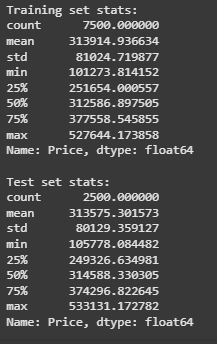 Training set stats:
count      7500.000000
mean     313914.936634
std       81024.719877
min      101273.814152
25%      251654.000557
50%      312586.897505
75%      377558.545855
max      527644.173858
Name: Price, dtype: float64

Test set stats:
count      2500.000000
mean     313575.301573
std       80129.359127
min      105778.084482
25%      249326.634981
50%      314588.330305
75%      374296.822645
max      533131.172782
Name: Price, dtype: float64